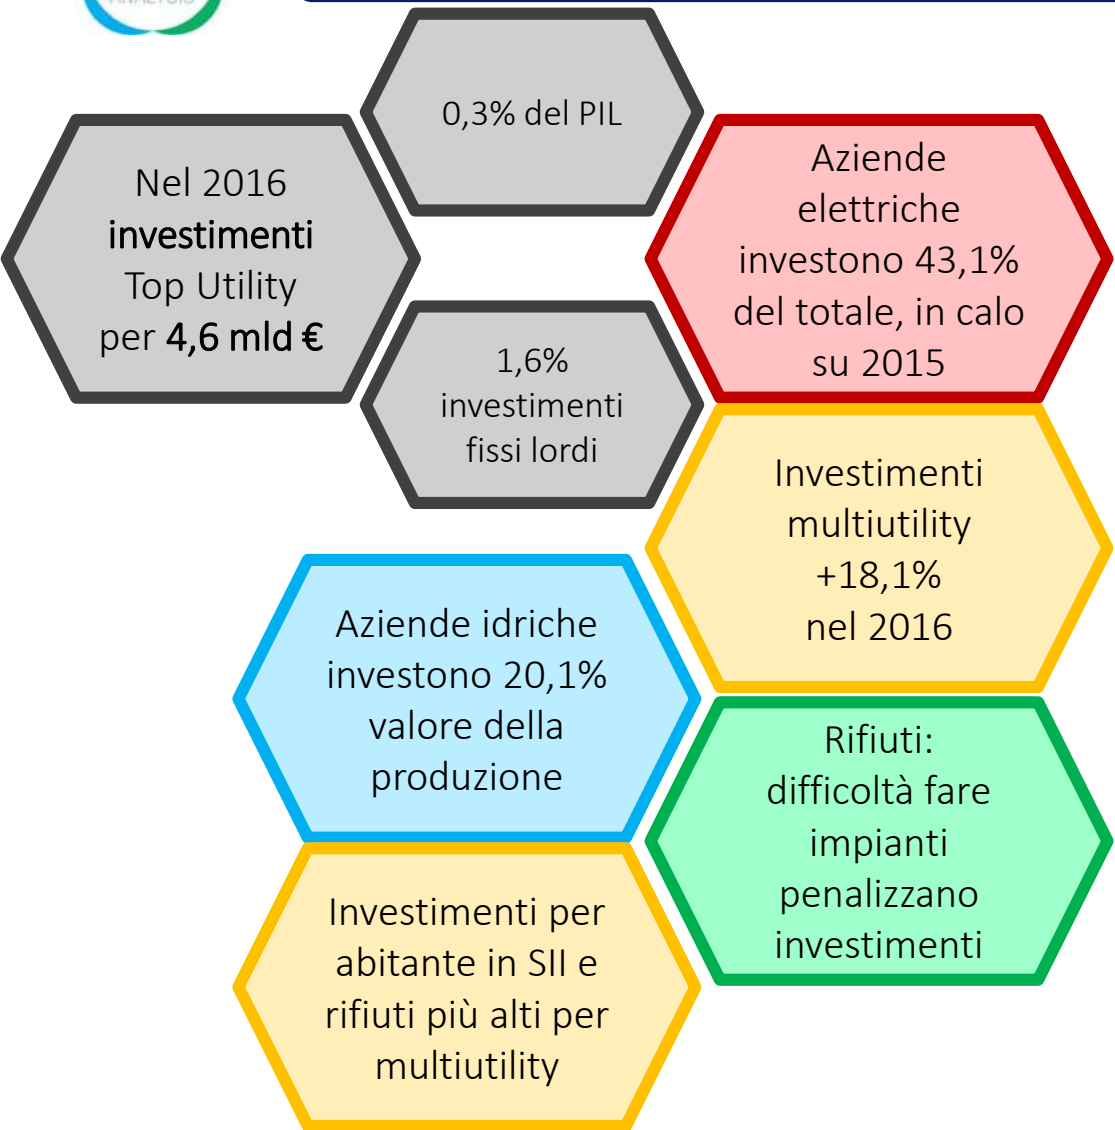 0,3% del PIL
Nel 2016
investimenti
Top Utility
per 4,6 mld €
Aziende
elettriche
investono 43,1%
del totale, in calo
su 2015
1,6%
investimenti
fissi lordi
Investimenti
multiutility
+18,1%
nel 2016
Aziende idriche
investono 20,1%
valore della
produzione
Rifiuti:
difficoltà fare
impianti
penalizzano
investimenti
Investimenti per
abitante in SII e
rifiuti più alti per
multiutility